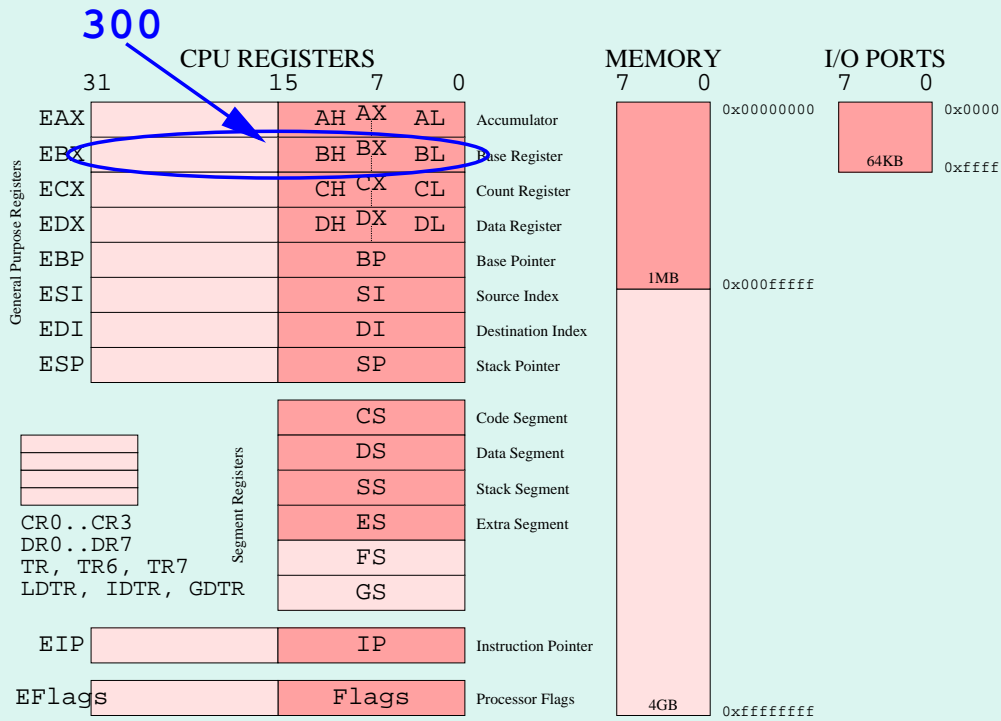 300
CPU REGISTERS MEMORY I/O PORTS
31 15 7 0 7 0 7 0
EAX AH AX AL Accumulator 0x00000000 0x0000
EBX BH BX BL Base Register 64KB 0xffff
ECX CH CX CL Count Register
EDX DH DX DL Data Register
General Purpose Registers
EBP BP Base Pointer
ESI SI Source Index 1MB 0x000fffff
EDI DI Destination Index
ESP SP Stack Pointer
CS Code Segment
DS Data Segment
SS Stack Segment
ES Extra Segment
FS
GS
Segment Registers
CR0..CR3
DR0..DR7
TR, TR6, TR7
LDTR, IDTR, GDTR
EIP IP Instruction Pointer
EFlags Flags Processor Flags 4GB 0xffffffff